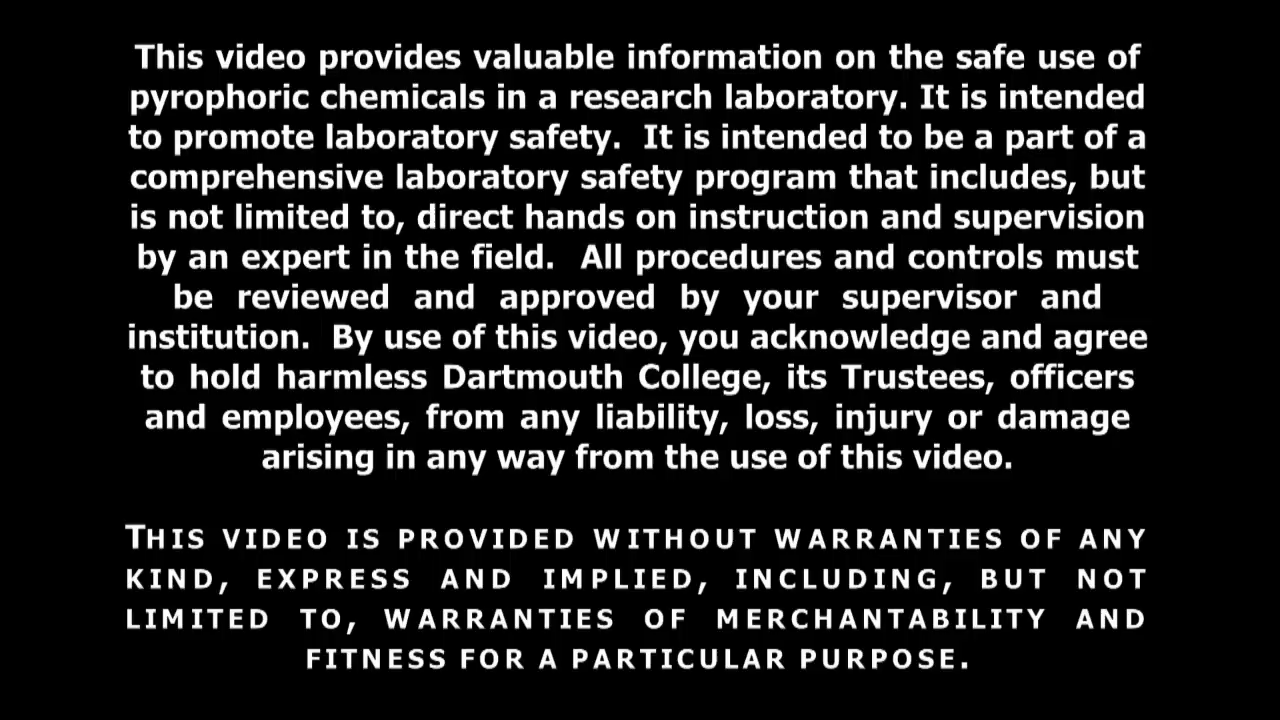 This video provides valuable information on the safe use of
pyrophoric chemicals in a research laboratory. It is intended
to promote laboratory safety.  It is intended to be a part of a
comprehensive laboratory safety program that includes, but
is not limited to, direct hands on instruction and supervision
by an expert in the field.  All procedures and controls must
be reviewed and approved by your supervisor and
institution.  By use of this video, you acknowledge and agree
to hold harmless Dartmouth College, its Trustees, officers
and employees, from any liability, loss, injury or damage
arising in any way from the use of this video.
THIS VIDEO IS PROVIDED WITHOUT WARRANTIES OF ANY
KIND, EXPRESS AND IMPLIED, INCLUDING, BUT NOT
LIMITED TO, WARRANTIES OF MERCHANTABILITY AND
FITNESS FOR A PARTICULAR PURPOSE.